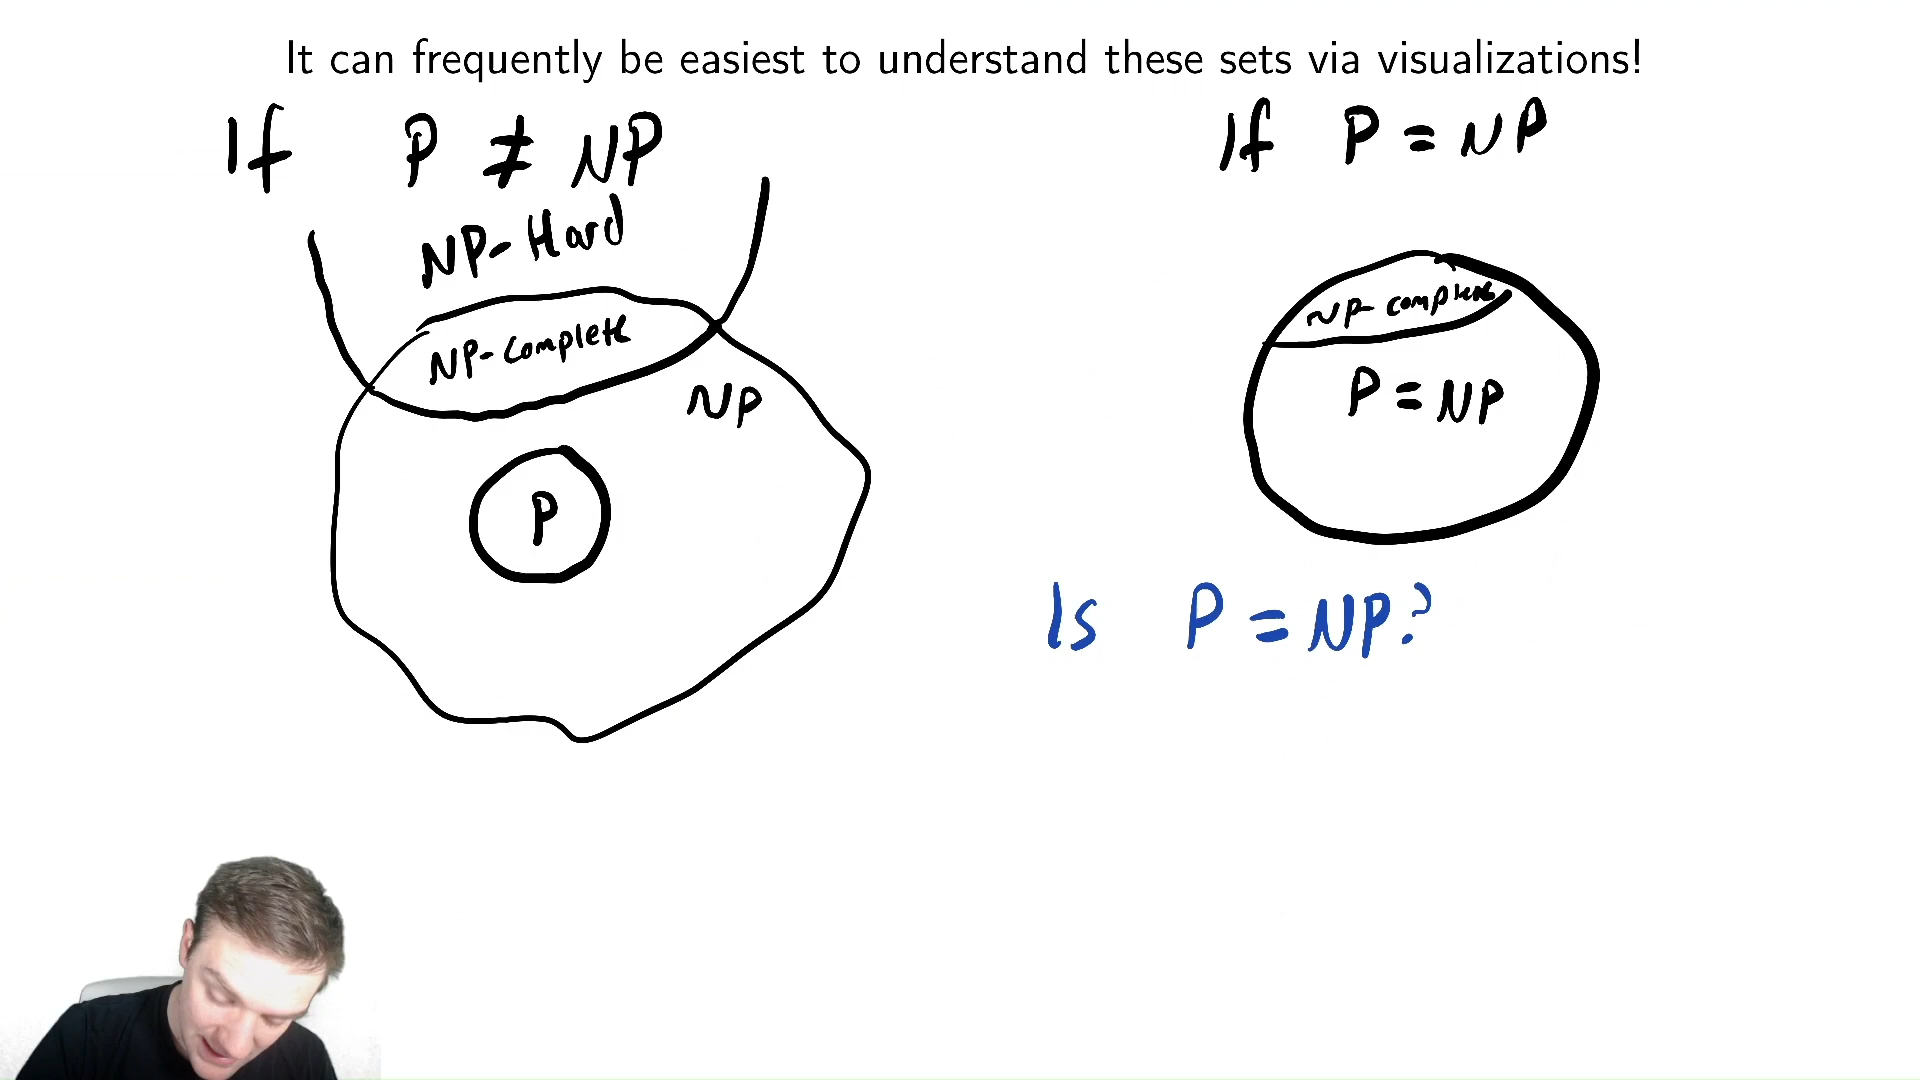 It can frequently be easiest to understand these sets via visualizations!
If P ≠ NP
NP-Hard
NP-Complete
NP
P
If P = NP
NP-complete
P = NP
Is P = NP?